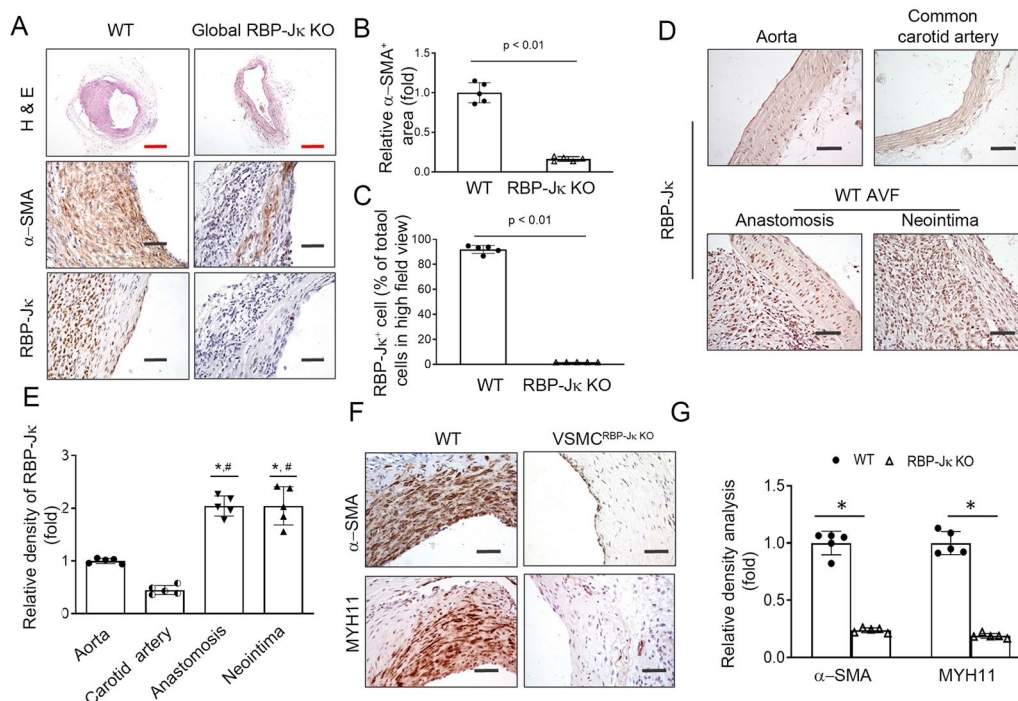 A
WT
Global RBP-Jκ KO
H & E
α–SMA
RBP-Jκ
B
p < 0.01
Relative α–SMA⁺
area (fold)
1.0
0.5
0.0
WT
RBP-Jκ KO
C
p < 0.01
RBP-Jκ⁺ cell (% of total
cells in high field view)
100
80
60
40
20
0
WT
RBP-Jκ KO
D
Aorta
Common
carotid artery
RBP-Jκ
WT AVF
Anastomosis
Neointima
E
Relative density of RBP-Jκ
(fold)
3
2
1
0
*,#
*, #
Aorta
Carotid artery
Anastomosis
Neointima
F
WT
VSMCᴿᴮᴾ⁻ᴶᵏ ᴷᴼ
α–SMA
MYH11
G
WT
RBP-Jκ KO
Relative density analysis
(fold)
1.5
1.0
0.5
0.0
*
*
α–SMA
MYH11